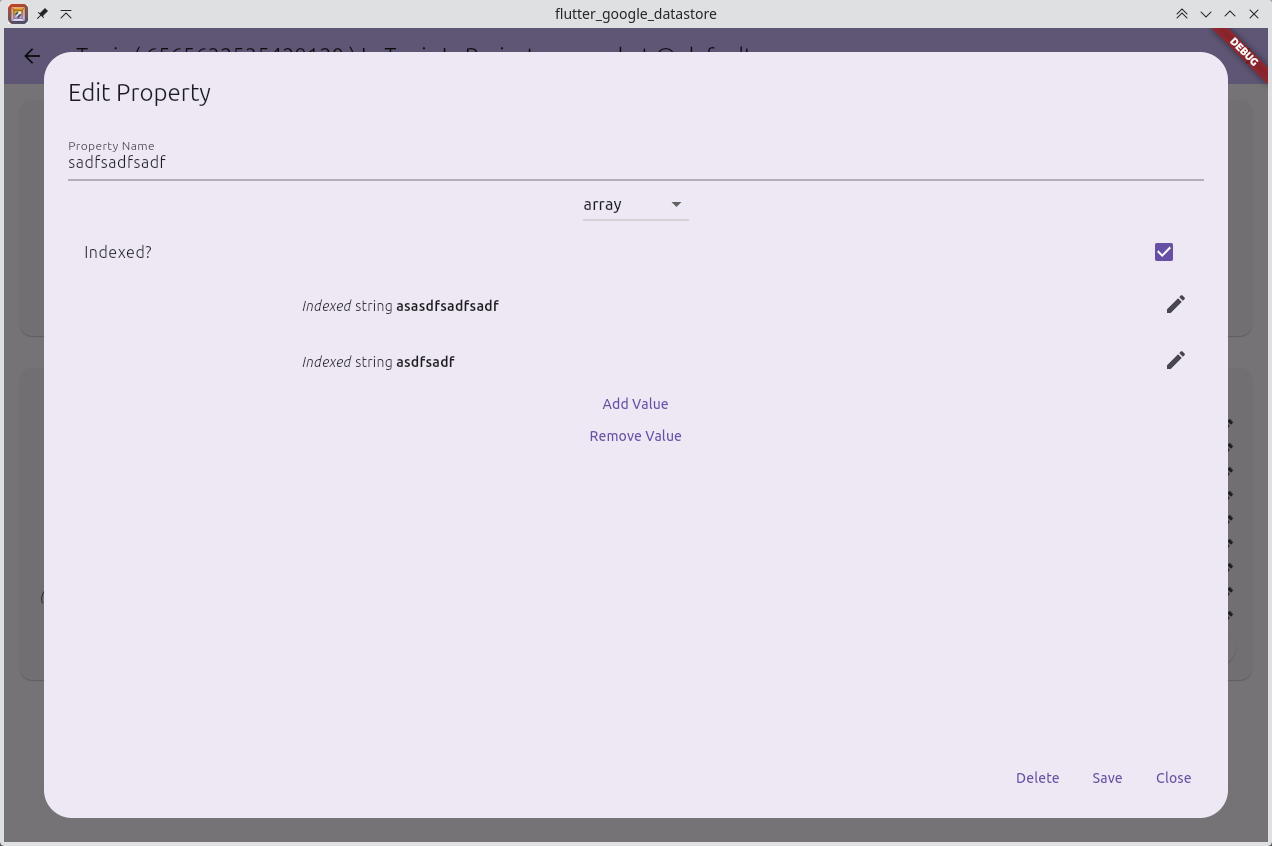 flutter_google_datastore
DEBUG
Edit Property
Property Name
sadfsadfsadf
array
Indexed?
Indexed string asasdfsadfsadf
Indexed string asdfsadf
Add Value
Remove Value
Delete Save Close